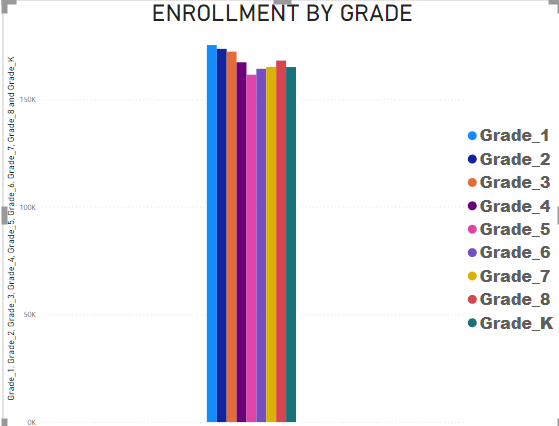 ENROLLMENT BY GRADE
Grade_1, Grade_2, Grade_3, Grade_4, Grade_5, Grade_6, Grade_7, Grade_8 and Grade_K
150K
100K
50K
0K
Grade_1
Grade_2
Grade_3
Grade_4
Grade_5
Grade_6
Grade_7
Grade_8
Grade_K